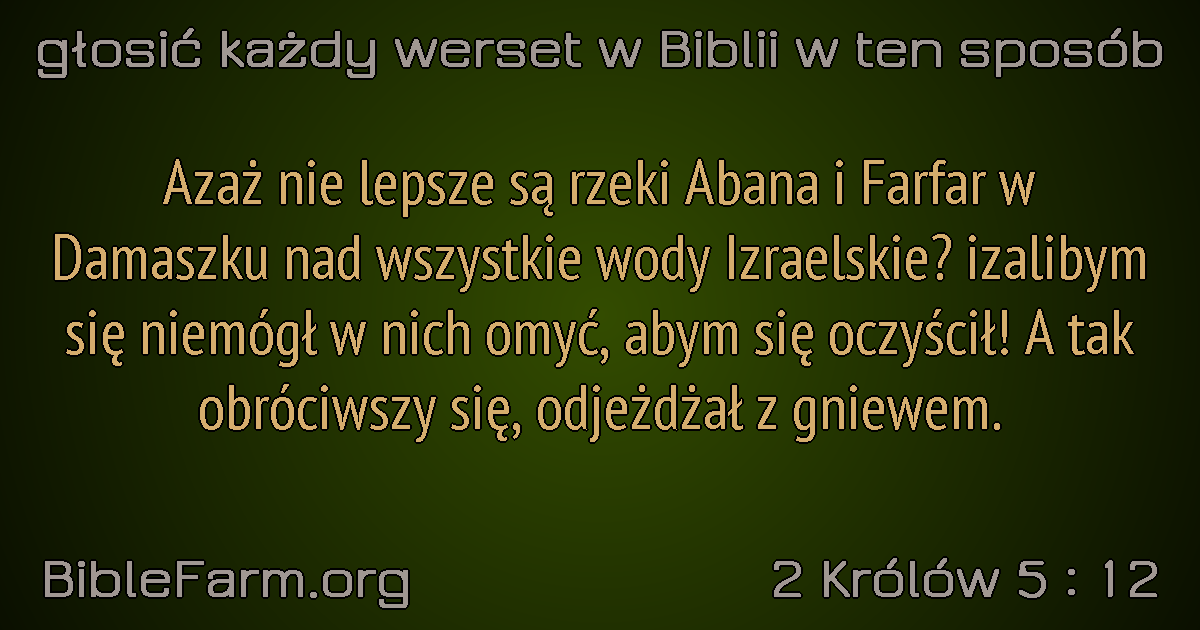 głosić każdy werset w Biblii w ten sposób
Azaż nie lepsze są rzeki Abana i Farfar w
Damaszku nad wszystkie wody Izraelskie? izalibym
się niemógł w nich omyć, abym się oczyścił! A tak
obróciwszy się, odjeżdżał z gniewem.
BibleFarm.org
2 Królów 5 : 12